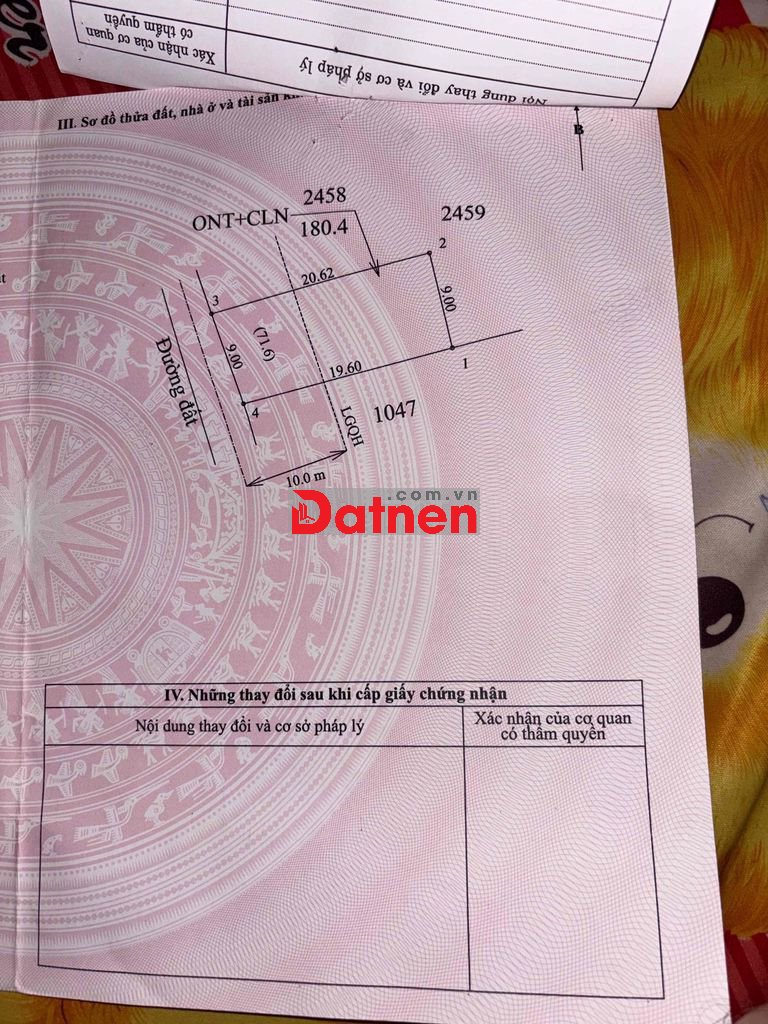 Xác nhận của cơ quan
có thẩm quyền
Nội dung thay đổi và cơ sở pháp lý
III. Sơ đồ thửa đất, nhà ở và tài sản
B
2458
ONT+CLN
180.4
2459
2
20.62
3
9.00
(71.6)
9.00
Đường đất
19.60
1
4
1047
LGQH
10.0 m
.com.vn
Datnen
IV. Những thay đổi sau khi cấp giấy chứng nhận
Nội dung thay đổi và cơ sở pháp lý
Xác nhận của cơ quan
có thẩm quyền